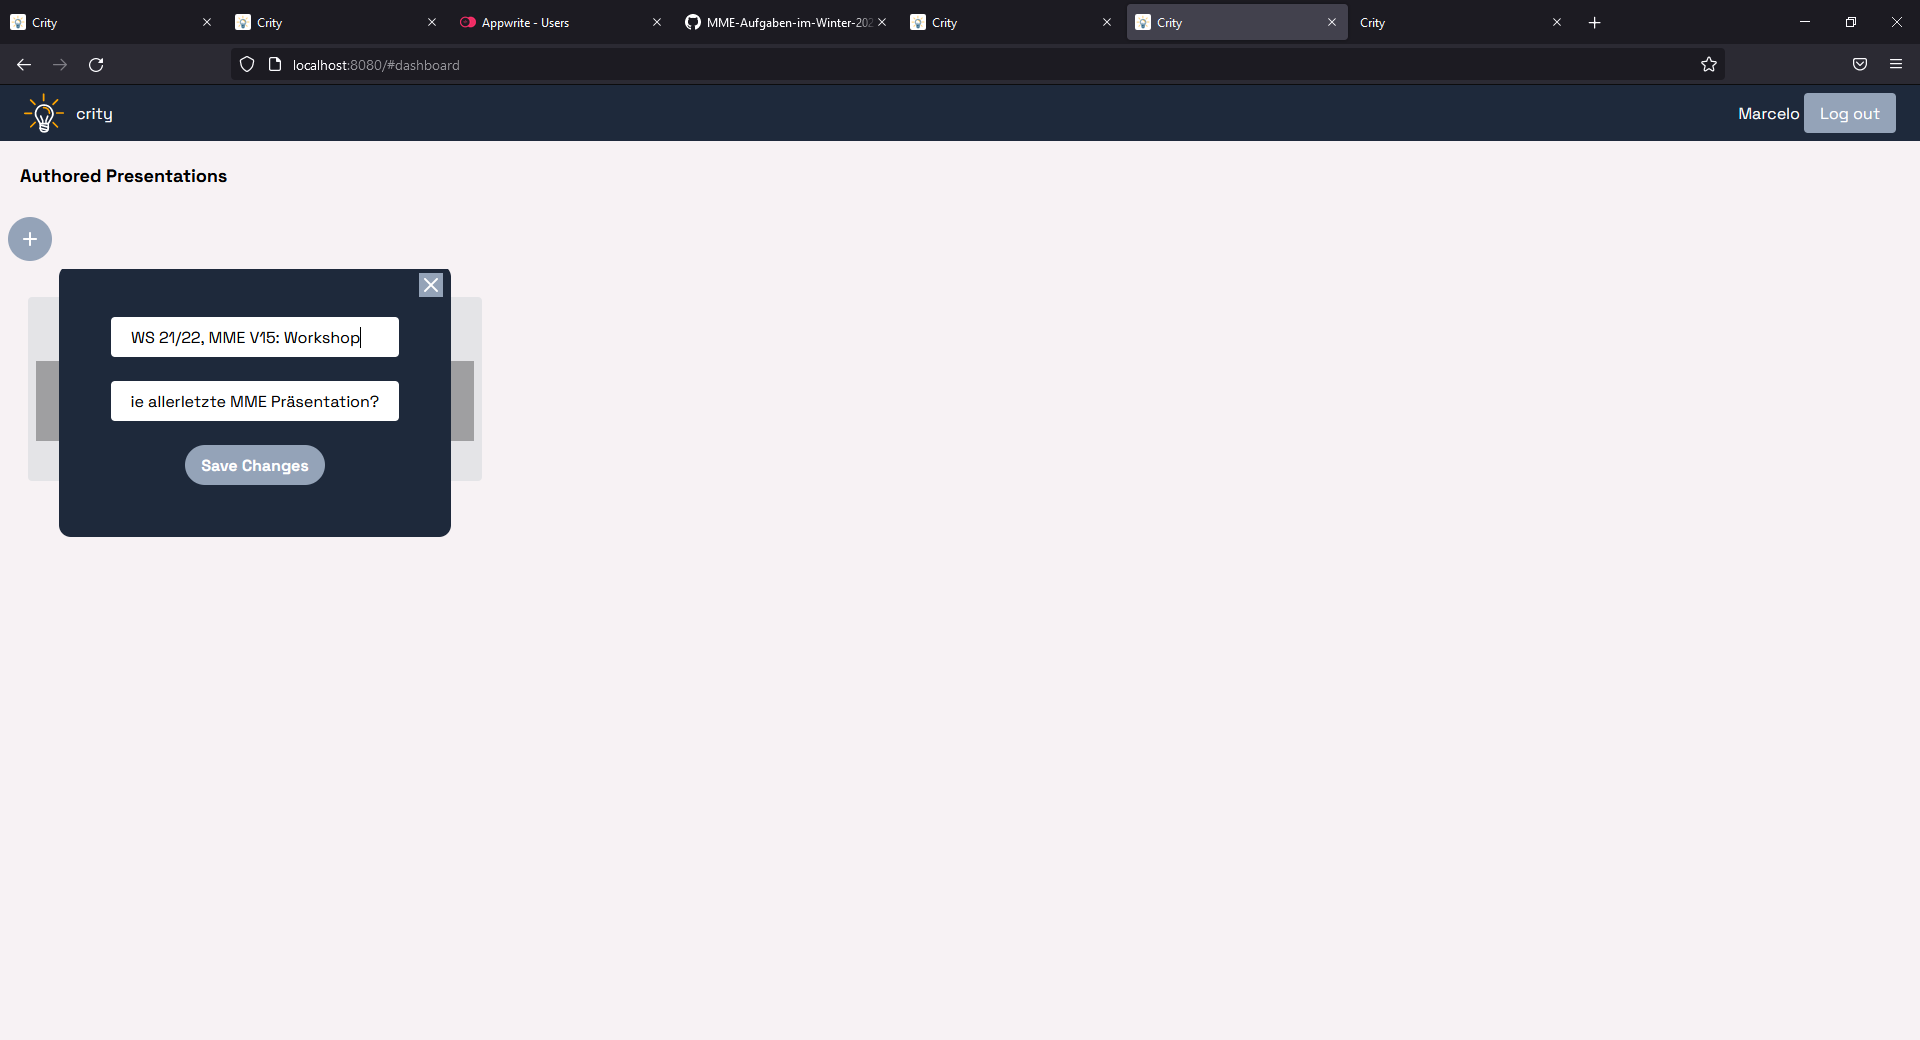 Crity
Crity
Appwrite - Users
MME-Aufgaben-im-Winter-202
Crity
Crity
Crity
localhost:8080/#dashboard
crity
Marcelo
Log out
Authored Presentations
WS 21/22, MME V15: Workshop
ie allerletzte MME Präsentation?
Save Changes